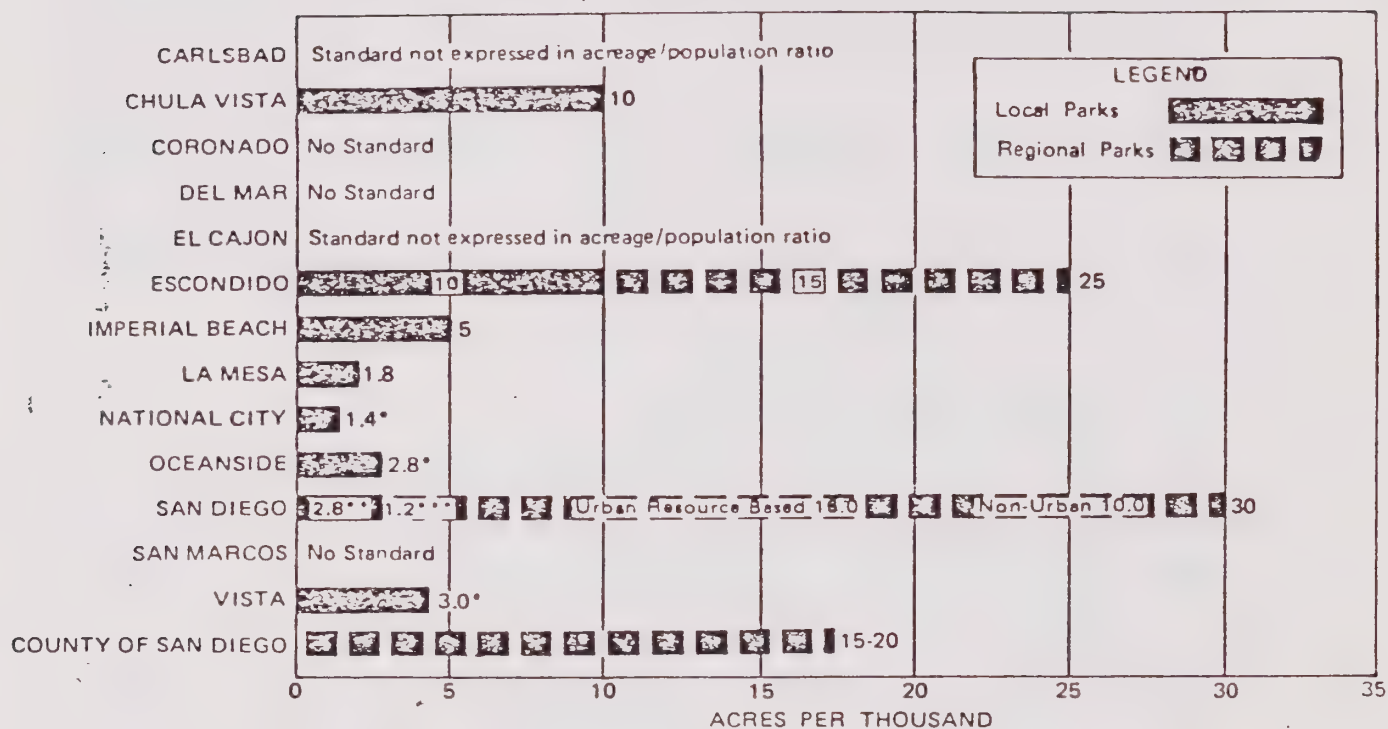 CARLSBAD Standard not expressed in acreage/population ratio
LEGEND
Local Parks
Regional Parks
CHULA VISTA 10
CORONADO No Standard
DEL MAR No Standard
EL CAJON Standard not expressed in acreage/population ratio
ESCONDIDO 10 15 25
IMPERIAL BEACH 5
LA MESA 1.8
NATIONAL CITY 1.4*
OCEANSIDE 2.8*
SAN DIEGO 2.8** 1.2*** Urban Resource Based 16.0 Non-Urban 10.0 30
SAN MARCOS No Standard
VISTA 3.0*
COUNTY OF SAN DIEGO 15-20
0 5 10 15 20 25 30 35
ACRES PER THOUSAND